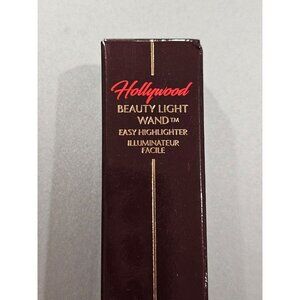 Hollywood
BEAUTY LIGHT
WAND™
EASY HIGHLIGHTER
ILLUMINATEUR
FACILE